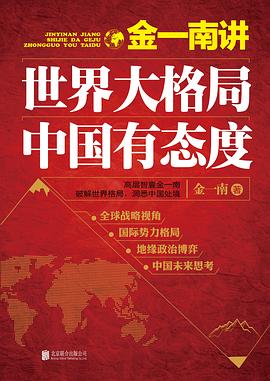 JINYINAN JIANG
SHIJIE DA GEJU
ZHONGGUO YOU TAIDU
金一南讲
世界大格局
中国有态度
高层智囊金一南
破解世界格局,洞悉中国处境
金一南 著
全球战略视角
国际势力格局
地缘政治博弈
中国未来思考
北京联合出版公司